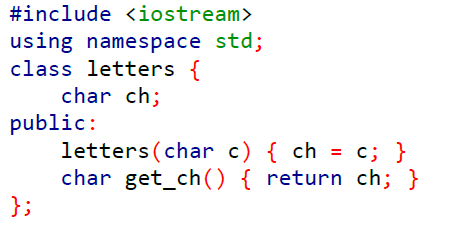 #include <iostream>
using namespace std;
class letters {
    char ch;
public:
    letters(char c) { ch = c; }
    char get_ch() { return ch; }
};